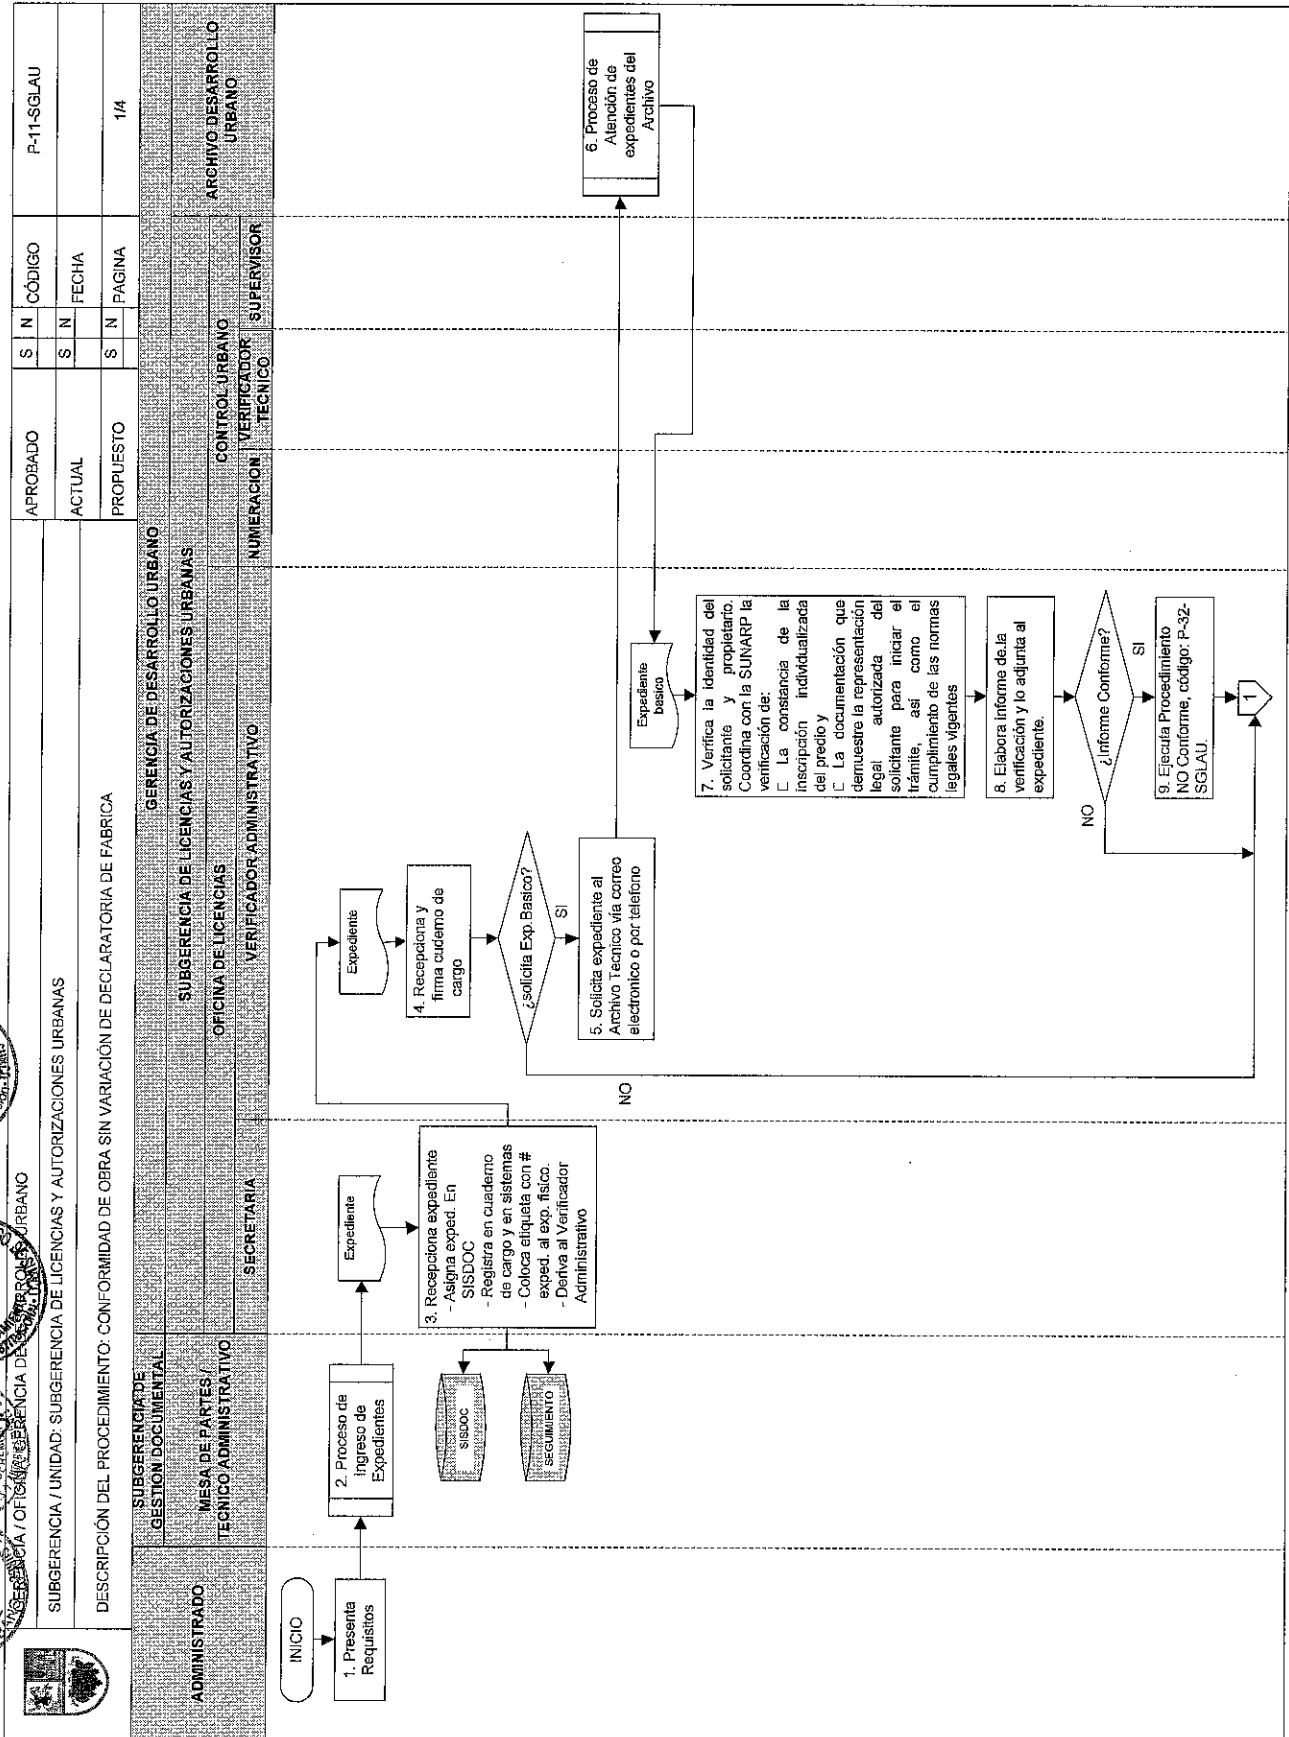 GERENCIA / OFICINA: GERENCIA DE DESARROLLO URBANO
SUBGERENCIA / UNIDAD: SUBGERENCIA DE LICENCIAS Y AUTORIZACIONES URBANAS
DESCRIPCIÓN DEL PROCEDIMIENTO: CONFORMIDAD DE OBRA SIN VARIACIÓN DE DECLARATORIA DE FABRICA
APROBADO
S N
CÓDIGO
P-11-SGLAU
ACTUAL
S N
FECHA
PROPUESTO
S N
PAGINA
1/4
ADMINISTRADO
SUBGERENCIA DE
GESTION DOCUMENTAL
MESA DE PARTES /
TECNICO ADMINISTRATIVO
GERENCIA DE DESARROLLO URBANO
SUBGERENCIA DE LICENCIAS Y AUTORIZACIONES URBANAS
OFICINA DE LICENCIAS
CONTROL URBANO
SECRETARIA
VERIFICADOR ADMINISTRATIVO
NUMERACION
VERIFICADOR
TECNICO
SUPERVISOR
ARCHIVO DESARROLLO
URBANO
INICIO
1. Presenta
Requisitos
2. Proceso de
Ingreso de
Expedientes
SISDOC
SEGUIMIENTO
Expediente
3. Recepciona expediente
- Asigna exped. En
SISDOC
- Registra en cuaderno
de cargo y en sistemas
- Coloca etiqueta con #
exped. al exp. fisico.
- Deriva al Verificador
Administrativo
Expediente
4. Recepciona y
firma cuderno de
cargo
¿solicita Exp.Basico?
NO
SI
5. Solicita expediente al
Archivo Tecnico vía correo
electronico o por telefono
6. Proceso de
Atención de
expedientes del
Archivo
Expediente
basico
7. Verifica la identidad del
solicitante y propietario.
Coordina con la SUNARP la
verificación de:
□ La constancia de la
inscripción individualizada
del predio y
□ La documentación que
demuestre la representación
legal autorizada del
solicitante para iniciar el
trámite, así como el
cumplimiento de las normas
legales vigentes
8. Elabora informe de la
verificación y lo adjunta al
expediente.
¿Informe Conforme?
NO
SI
9. Ejecuta Procedimiento
NO Conforme, código: P-32-
SGLAU.
1